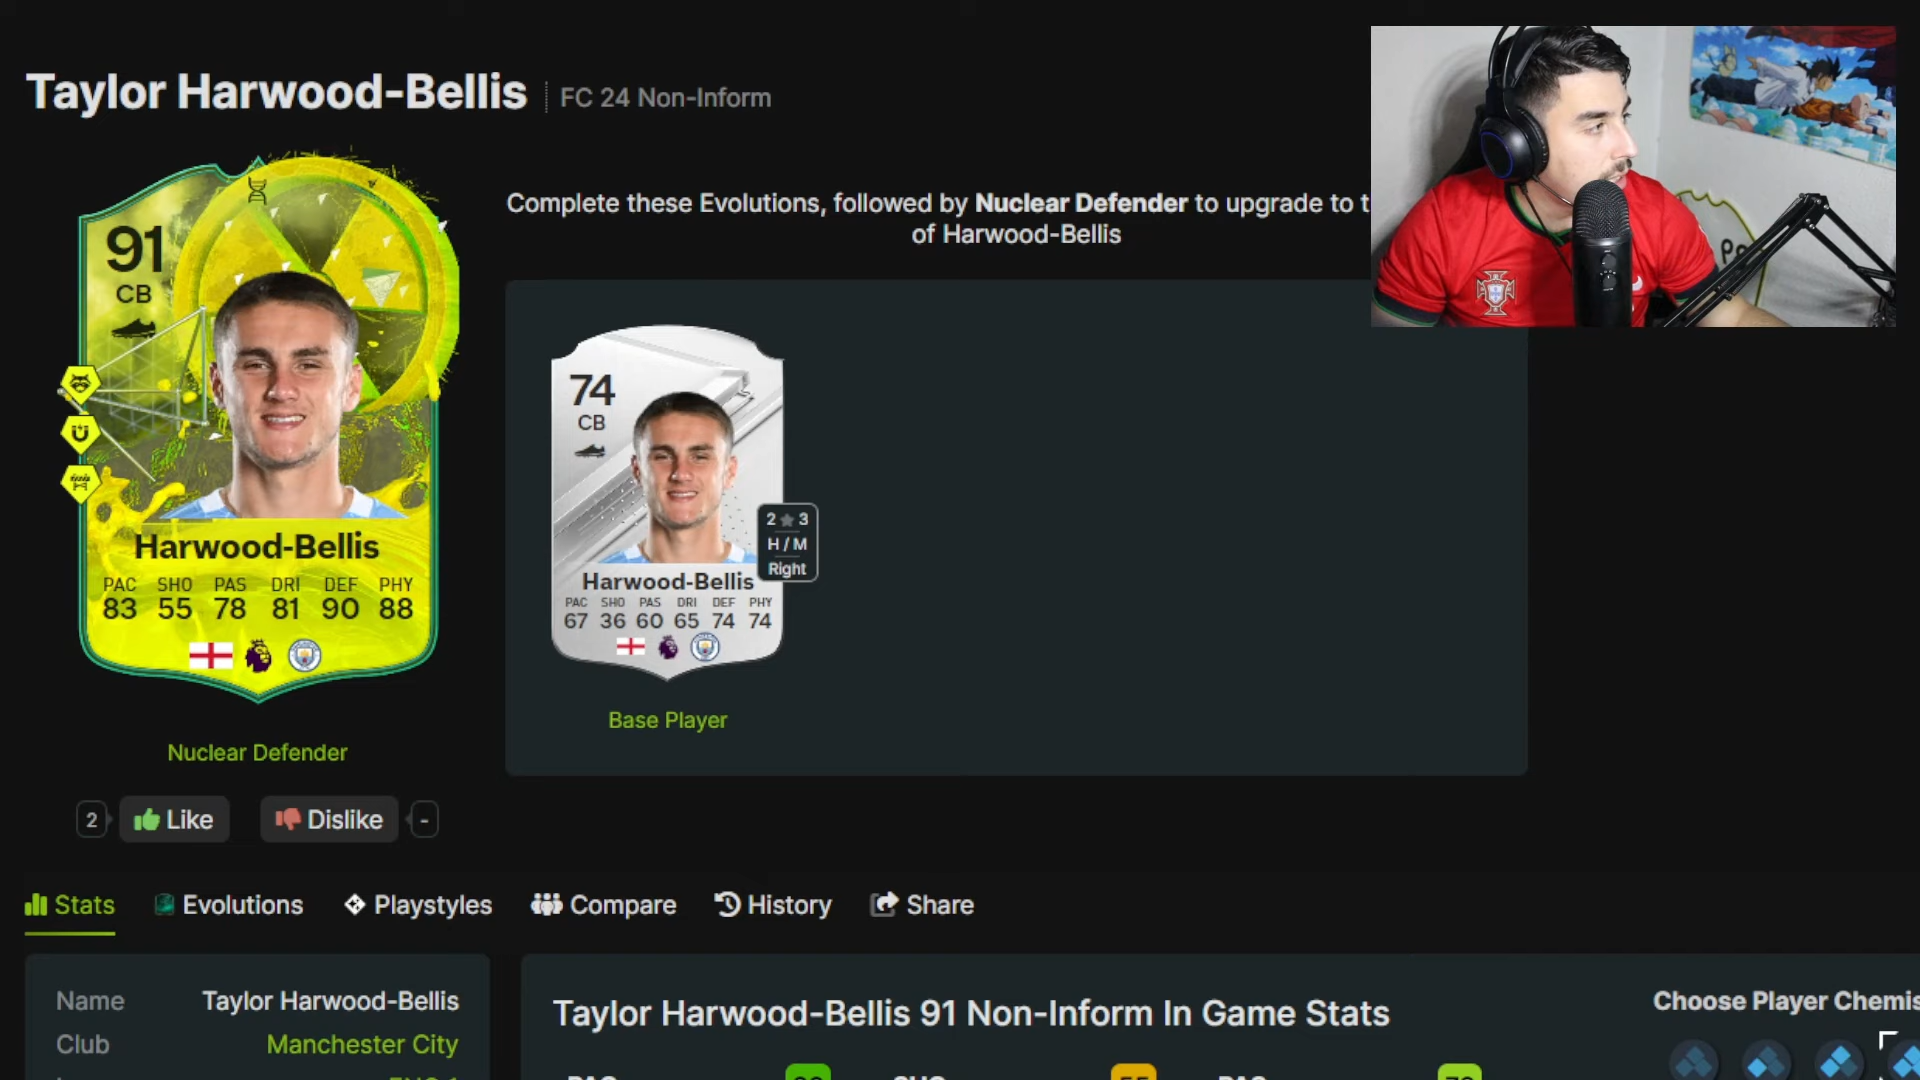 Taylor Harwood-Bellis
FC 24 Non-Inform
Complete these Evolutions, followed by Nuclear Defender to upgrade to
of Harwood-Bellis
91
CB
Harwood-Bellis
PAC SHO PAS DRI DEF PHY
83 55 78 81 90 88
Nuclear Defender
2 Like Dislike -
74
CB
2 ★ 3
H / M
Right
Harwood-Bellis
PAC SHO PAS DRI DEF PHY
67 36 60 65 74 74
Base Player
Stats Evolutions Playstyles Compare History Share
Name Taylor Harwood-Bellis
Club Manchester City
Taylor Harwood-Bellis 91 Non-Inform In Game Stats
Choose Player